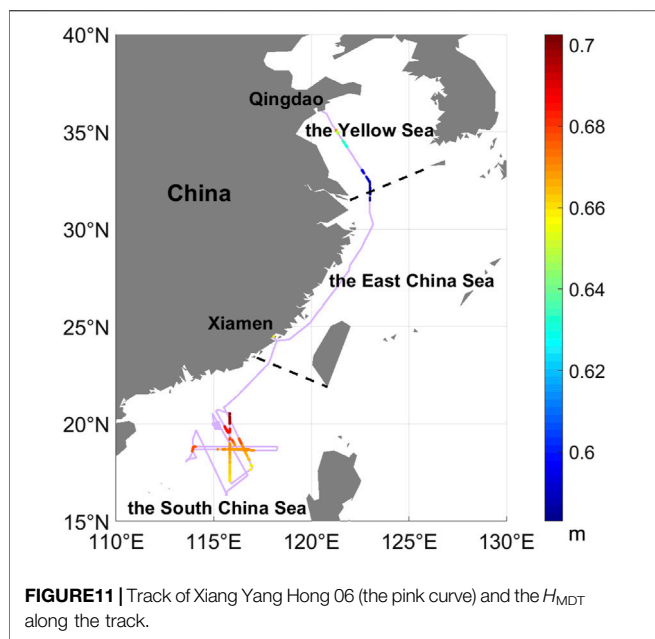 40°N
35°N
30°N
25°N
20°N
15°N
110°E
115°E
120°E
125°E
130°E
Qingdao
the Yellow Sea
China
the East China Sea
Xiamen
the South China Sea
0.7
0.68
0.66
0.64
0.62
0.6
m
FIGURE11 | Track of Xiang Yang Hong 06 (the pink curve) and the HMDT
along the track.